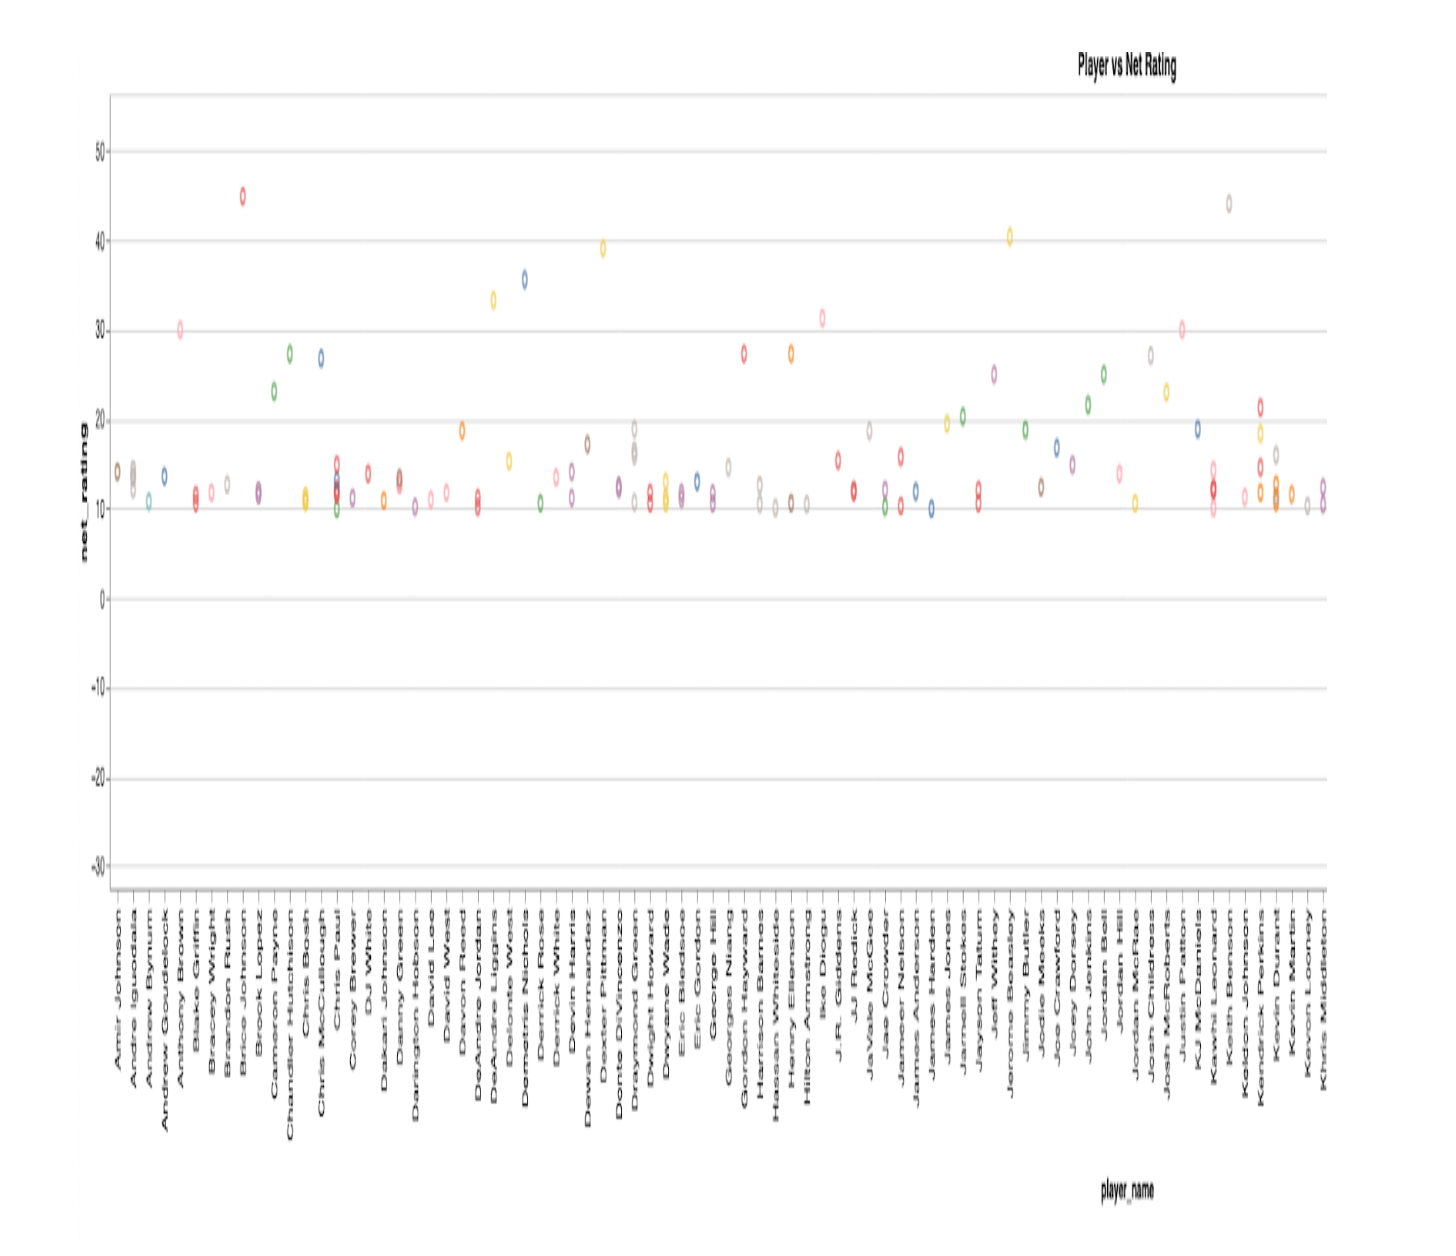 Player vs Net Rating
net_rating
50
40
30
20
10
0
-10
-20
-30
Amir Johnson
Andre Iguodala
Andrew Bynum
Andrew Goudelock
Anthony Brown
Blake Griffin
Bracey Wright
Brandon Rush
Brice Johnson
Brook Lopez
Cameron Payne
Chandler Hutchison
Chris Bosh
Chris McCullough
Chris Paul
Corey Brewer
DJ White
Dakari Johnson
Danny Green
Darington Hobson
David Lee
David West
Davon Reed
DeAndre Jordan
DeAndre Liggins
Delonte West
Demetris Nichols
Derrick Rose
Derrick White
Devin Harris
Dewan Hernandez
Dexter Pittman
Donte DiVincenzo
Draymond Green
Dwight Howard
Dwyane Wade
Eric Bledsoe
Eric Gordon
George Hill
Georges Niang
Gordon Hayward
Harrison Barnes
Hassan Whiteside
Henry Ellenson
Hilton Armstrong
Ike Diogu
J.R. Giddens
JJ Redick
JaVale McGee
Jae Crowder
Jameer Nelson
James Anderson
James Harden
James Jones
Jarnell Stokes
Jayson Tatum
Jeff Withey
Jerome Beasley
Jimmy Butler
Jodie Meeks
Joe Crawford
Joey Dorsey
John Jenkins
Jordan Bell
Jordan Hill
Jordan McRae
Josh Childress
Josh McRoberts
Justin Patton
KJ McDaniels
Kawhi Leonard
Keith Benson
Keldon Johnson
Kendrick Perkins
Kevin Durant
Kevin Martin
Kevon Looney
Khris Middleton
player_name